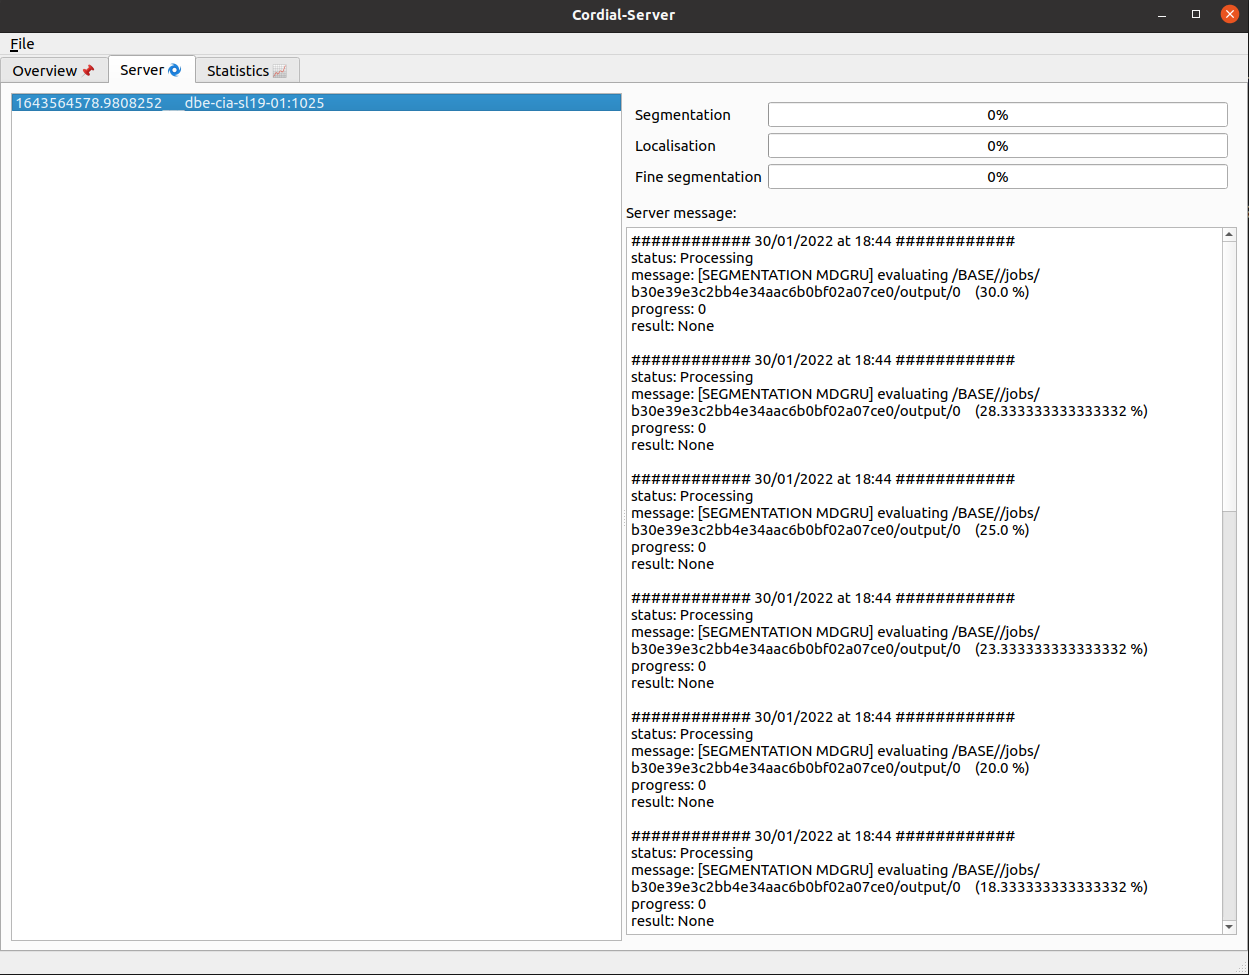 Cordial-Server
File
Overview
Server
Statistics
1643564578.9808252___dbe-cia-sl19-01:1025
Segmentation 0%
Localisation 0%
Fine segmentation 0%
Server message:
############ 30/01/2022 at 18:44 ############
status: Processing
message: [SEGMENTATION MDGRU] evaluating /BASE//jobs/
b30e39e3c2bb4e34aac6b0bf02a07ce0/output/0 (30.0 %)
progress: 0
result: None
############ 30/01/2022 at 18:44 ############
status: Processing
message: [SEGMENTATION MDGRU] evaluating /BASE//jobs/
b30e39e3c2bb4e34aac6b0bf02a07ce0/output/0 (28.333333333333332 %)
progress: 0
result: None
############ 30/01/2022 at 18:44 ############
status: Processing
message: [SEGMENTATION MDGRU] evaluating /BASE//jobs/
b30e39e3c2bb4e34aac6b0bf02a07ce0/output/0 (25.0 %)
progress: 0
result: None
############ 30/01/2022 at 18:44 ############
status: Processing
message: [SEGMENTATION MDGRU] evaluating /BASE//jobs/
b30e39e3c2bb4e34aac6b0bf02a07ce0/output/0 (23.333333333333332 %)
progress: 0
result: None
############ 30/01/2022 at 18:44 ############
status: Processing
message: [SEGMENTATION MDGRU] evaluating /BASE//jobs/
b30e39e3c2bb4e34aac6b0bf02a07ce0/output/0 (20.0 %)
progress: 0
result: None
############ 30/01/2022 at 18:44 ############
status: Processing
message: [SEGMENTATION MDGRU] evaluating /BASE//jobs/
b30e39e3c2bb4e34aac6b0bf02a07ce0/output/0 (18.333333333333332 %)
progress: 0
result: None